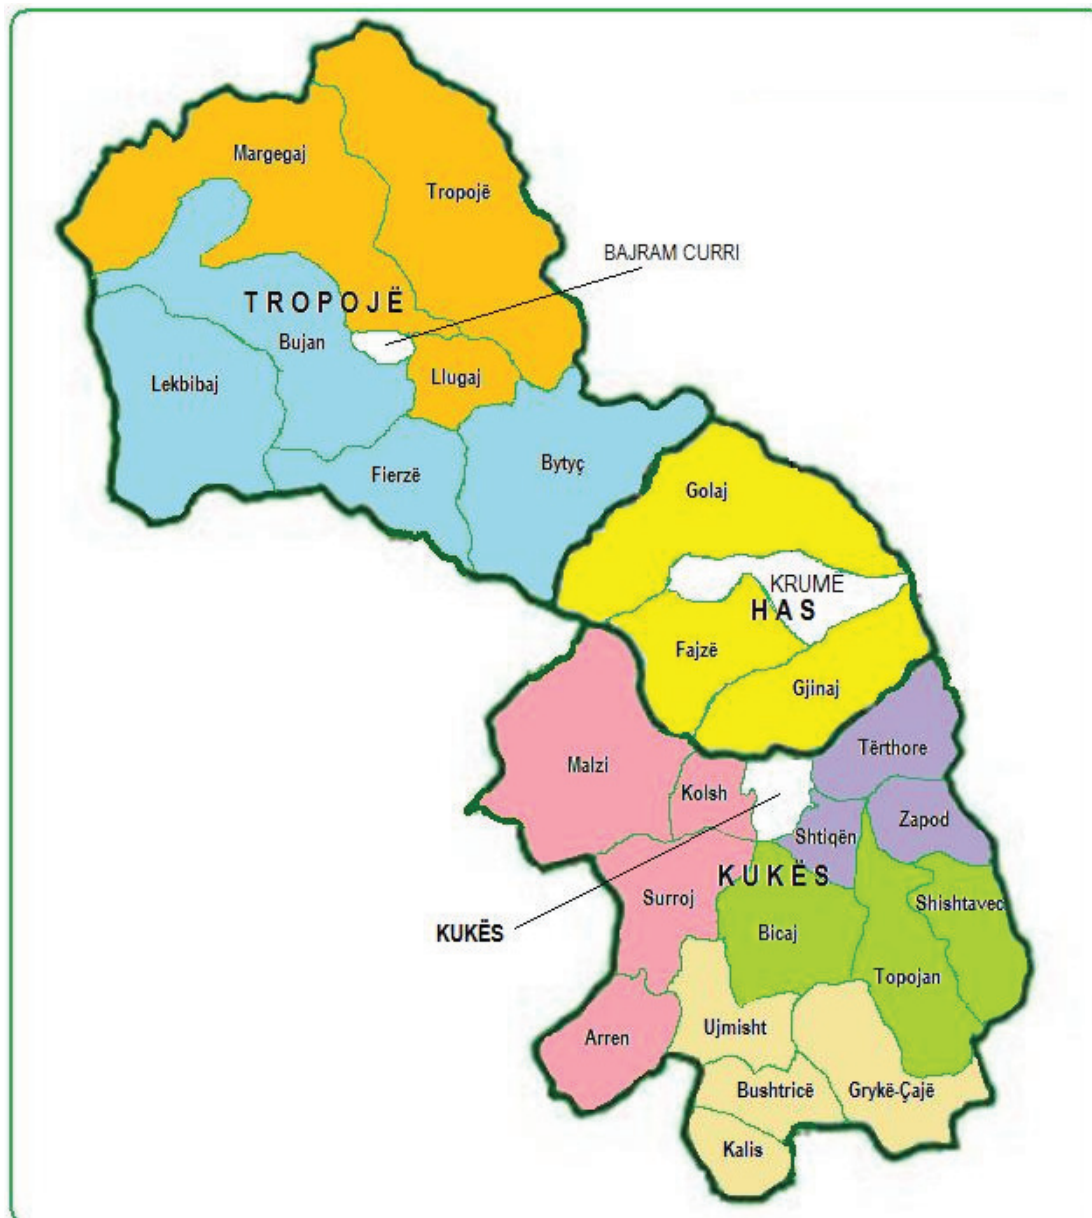 Margegaj
Tropojë
BAJRAM CURRI
TROPOJË
Bujan
Llugaj
Lekbibaj
Fierzë
Bytyç
Golaj
KRUMË
HAS
Fajzë
Gjinaj
Tërthore
Malzi
Kolsh
Zapod
Shtiqën
KUKËS
Surroj
Shishtavec
KUKËS
Bicaj
Topojan
Arren
Ujmisht
Bushtricë
Grykë-Çajë
Kalis